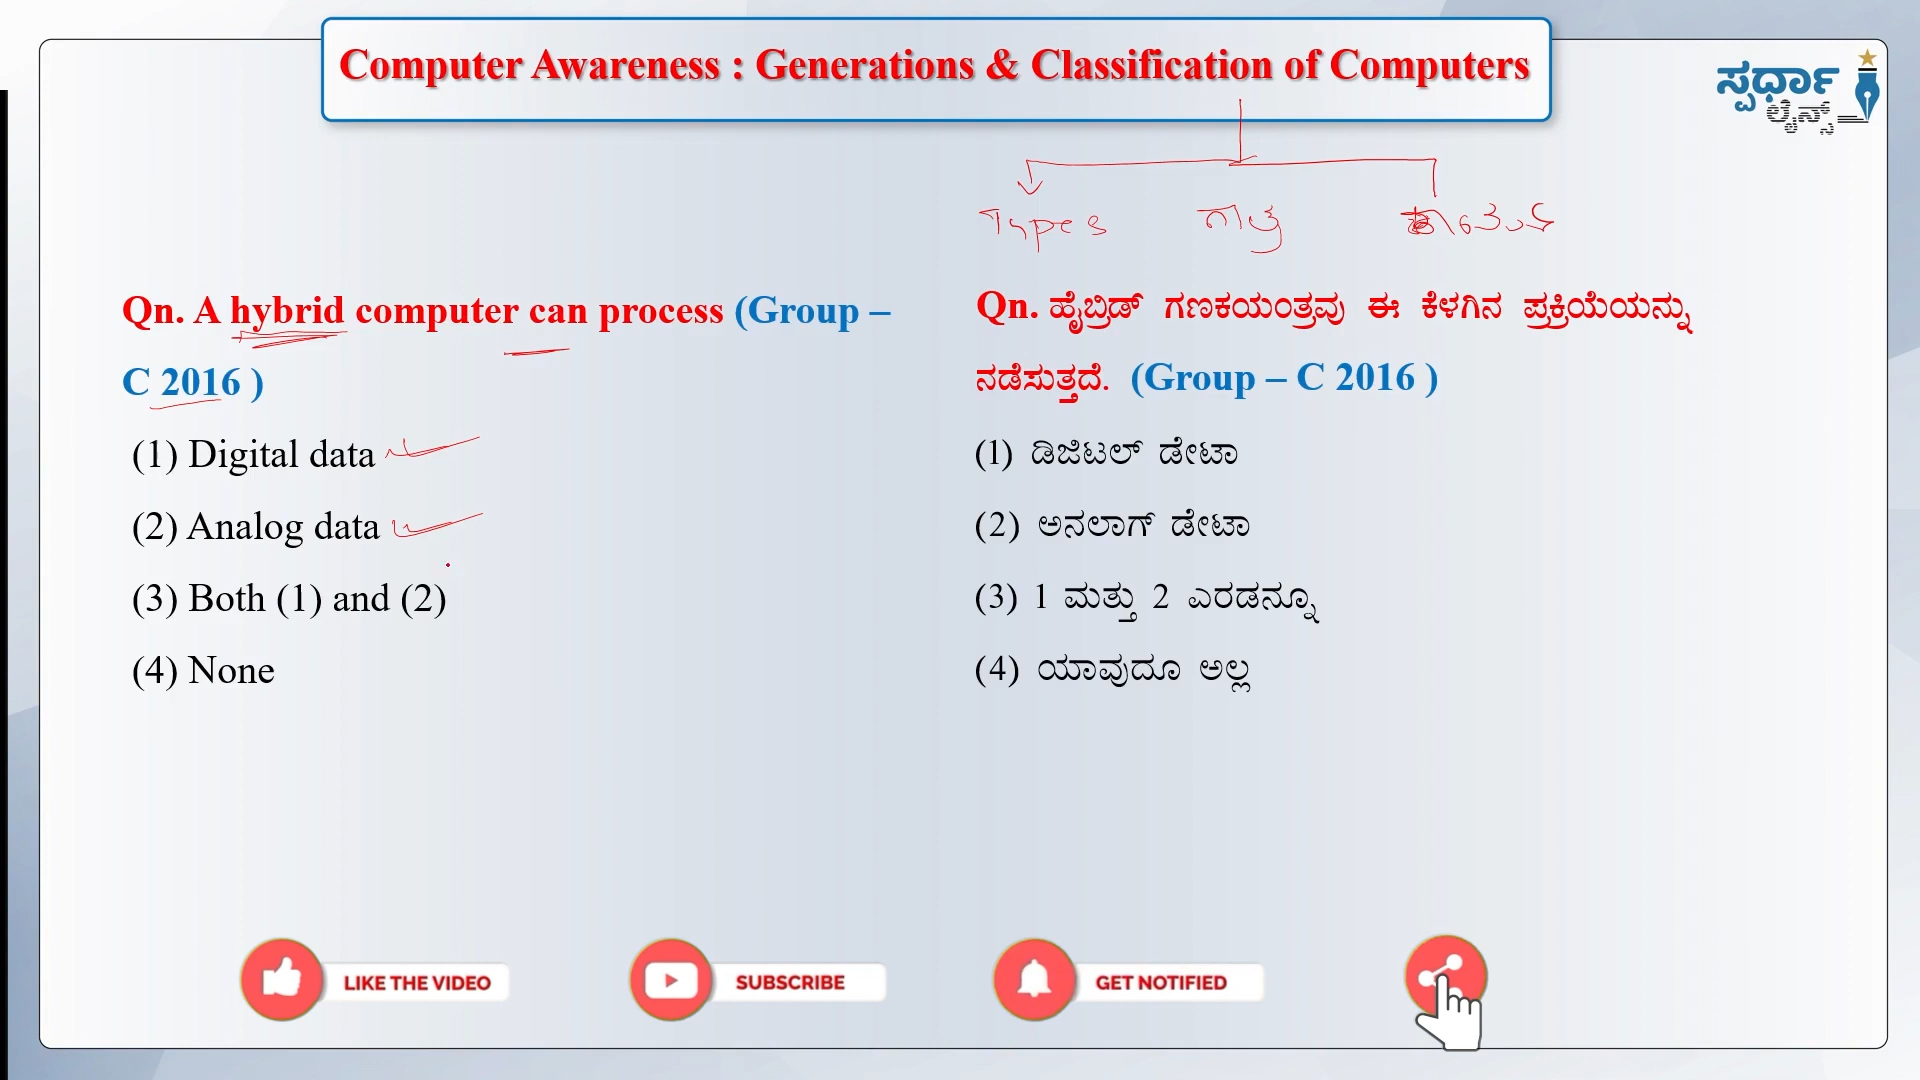 Computer Awareness : Generations & Classification of Computers
ಸ್ಪರ್ಧಾ
ಲೈನ್ಸ್
Types ಗಾತ್ರ
Qn. A hybrid computer can process (Group –
C 2016 )
(1) Digital data
(2) Analog data
(3) Both (1) and (2)
(4) None
Qn. ಹೈಬ್ರಿಡ್ ಗಣಕಯಂತ್ರವು ಈ ಕೆಳಗಿನ ಪ್ರಕ್ರಿಯೆಯನ್ನು
ನಡೆಸುತ್ತದೆ. (Group – C 2016 )
(1) ಡಿಜಿಟಲ್ ಡೇಟಾ
(2) ಅನಲಾಗ್ ಡೇಟಾ
(3) 1 ಮತ್ತು 2 ಎರಡನ್ನೂ
(4) ಯಾವುದೂ ಅಲ್ಲ
LIKE THE VIDEO
SUBSCRIBE
GET NOTIFIED